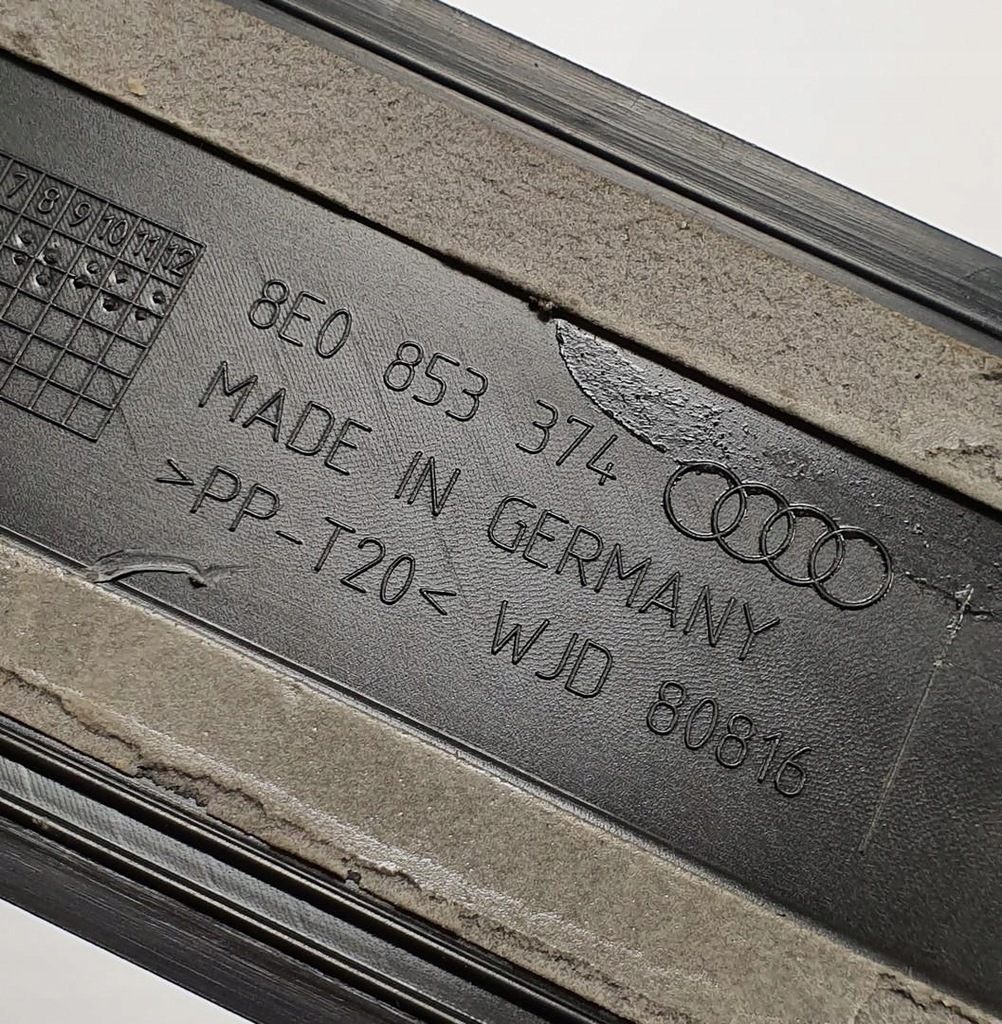 7 8 9 10 11 12
8E0 853 374
MADE IN GERMANY
>PP-T20< WJD 80816